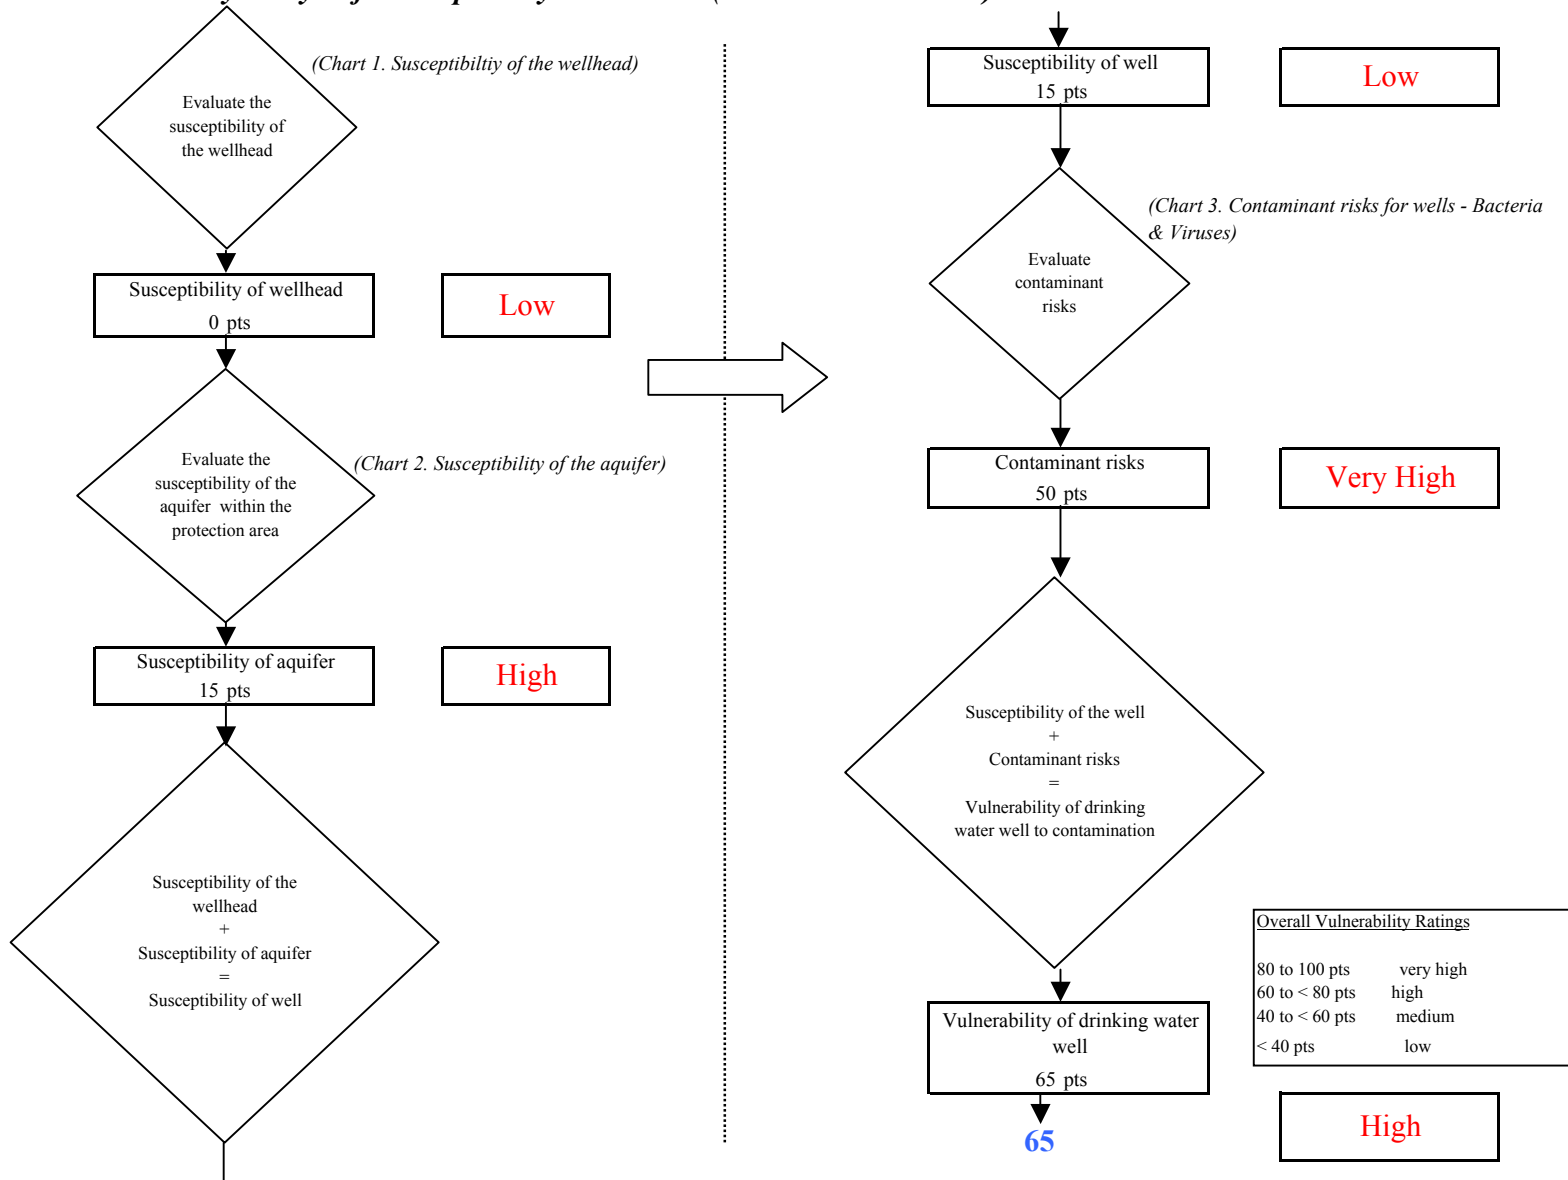 (Chart 1. Susceptibiltiy of the wellhead)
Evaluate the
susceptibility of
the wellhead
Susceptibility of wellhead
0 pts
Low
Evaluate the
susceptibility of the
aquifer within the
protection area
(Chart 2. Susceptibility of the aquifer)
Susceptibility of aquifer
15 pts
High
Susceptibility of the
wellhead
+
Susceptibility of aquifer
=
Susceptibility of well
Susceptibility of well
15 pts
Low
(Chart 3. Contaminant risks for wells - Bacteria
& Viruses)
Evaluate
contaminant
risks
Contaminant risks
50 pts
Very High
Susceptibility of the well
+
Contaminant risks
=
Vulnerability of drinking
water well to contamination
Overall Vulnerability Ratings
80 to 100 pts very high
60 to < 80 pts high
40 to < 60 pts medium
< 40 pts low
Vulnerability of drinking water
well
65 pts
65
High